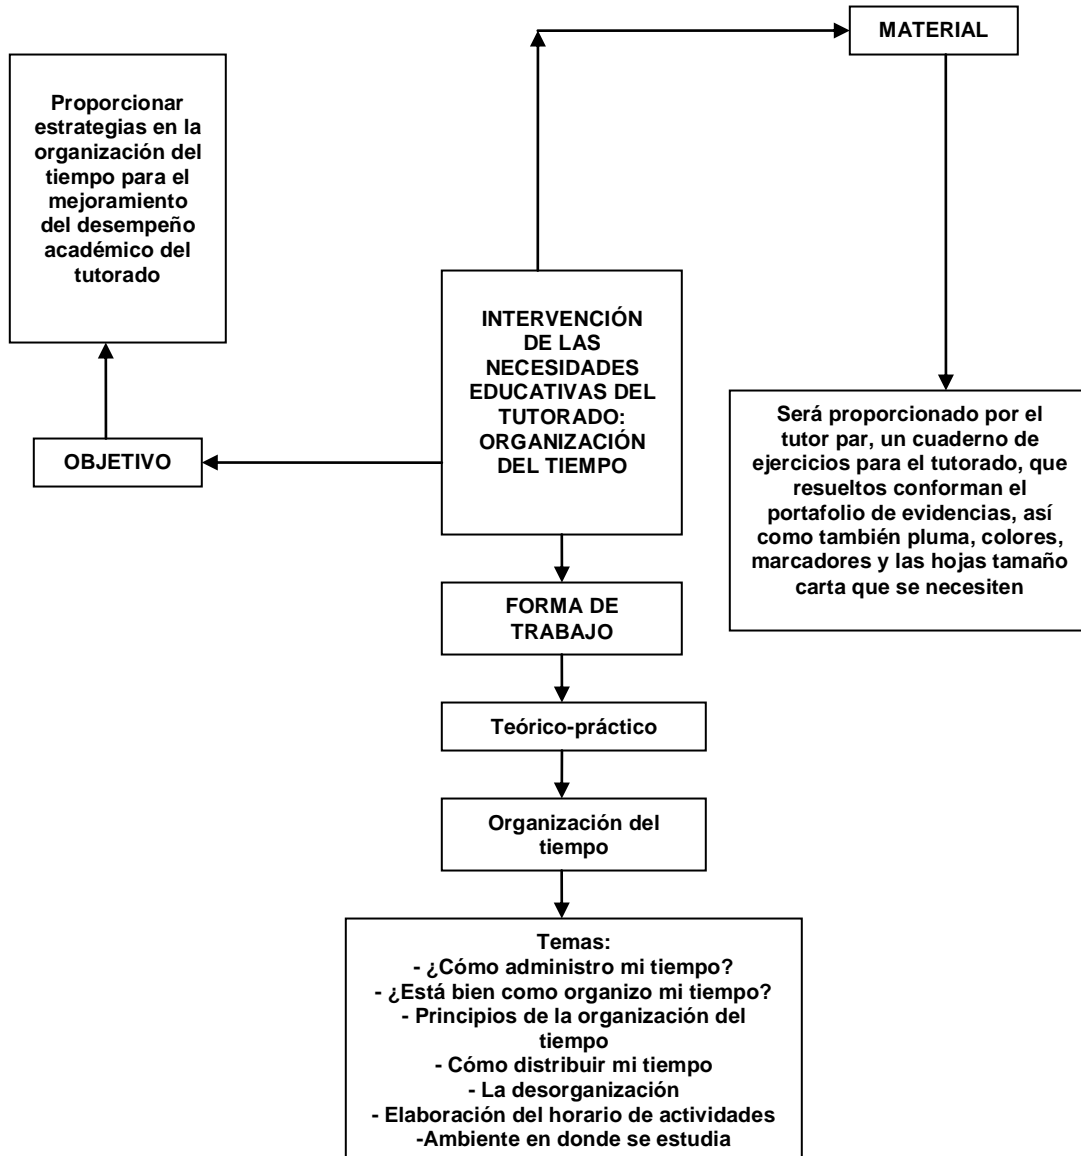 MATERIAL
Proporcionar
estrategias en la
organización del
tiempo para el
mejoramiento
del desempeño
académico del
tutorado
INTERVENCIÓN
DE LAS
NECESIDADES
EDUCATIVAS DEL
TUTORADO:
ORGANIZACIÓN
DEL TIEMPO
OBJETIVO
Será proporcionado por el
tutor par, un cuaderno de
ejercicios para el tutorado, que
resueltos conforman el
portafolio de evidencias, así
como también pluma, colores,
marcadores y las hojas tamaño
carta que se necesiten
FORMA DE
TRABAJO
Teórico-práctico
Organización del
tiempo
Temas:
- ¿Cómo administro mi tiempo?
- ¿Está bien como organizo mi tiempo?
- Principios de la organización del
tiempo
- Cómo distribuir mi tiempo
- La desorganización
- Elaboración del horario de actividades
-Ambiente en donde se estudia